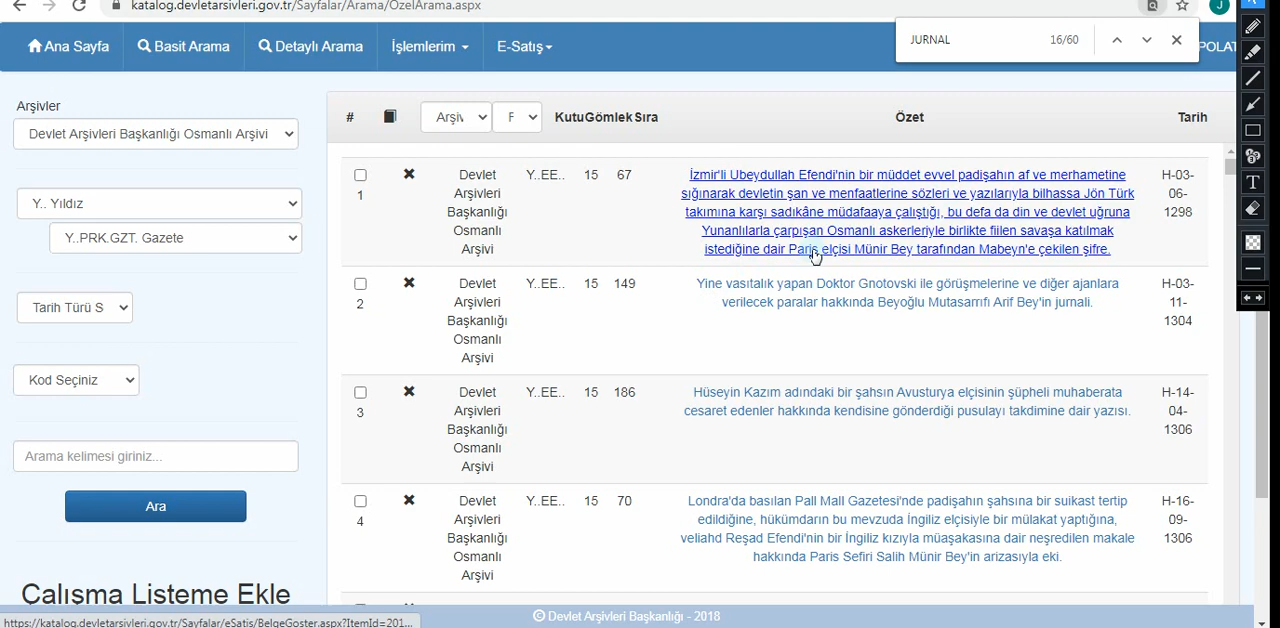 katalog.devletarsivleri.gov.tr/Sayfalar/Arama/OzelArama.aspx
J
Ana Sayfa
Basit Arama
Detaylı Arama
İşlemlerim
E-Satış
POLAT
JURNAL
16/60
Arşivler
Devlet Arşivleri Başkanlığı Osmanlı Arşivi
Y.. Yıldız
Y..PRK.GZT. Gazete
Tarih Türü S
Kod Seçiniz
Arama kelimesi giriniz...
Ara
Çalışma Listeme Ekle
# Arşiv F Kutu Gömlek Sıra Özet Tarih
1
Devlet
Arşivleri
Başkanlığı
Osmanlı
Arşivi
Y..EE.. 15 67
İzmir'li Ubeydullah Efendi'nin bir müddet evvel padişahın af ve merhametine
sığınarak devletin şan ve menfaatlerine sözleri ve yazılarıyla bilhassa Jön Türk
takımına karşı sadıkâne müdafaaya çalıştığı, bu defa da din ve devlet uğruna
Yunanlılarla çarpışan Osmanlı askerleriyle birlikte fiilen savaşa katılmak
istediğine dair Paris elçisi Münir Bey tarafından Mabeyn'e çekilen şifre.
H-03-
06-
1298
2
Devlet
Arşivleri
Başkanlığı
Osmanlı
Arşivi
Y..EE.. 15 149
Yine vasıtalık yapan Doktor Gnotovski ile görüşmelerine ve diğer ajanlara
verilecek paralar hakkında Beyoğlu Mutasarrıfı Arif Bey'in jurnali.
H-03-
11-
1304
3
Devlet
Arşivleri
Başkanlığı
Osmanlı
Arşivi
Y..EE.. 15 186
Hüseyin Kazım adındaki bir şahsın Avusturya elçisinin şüpheli muhaberata
cesaret edenler hakkında kendisine gönderdiği pusulayı takdimine dair yazısı.
H-14-
04-
1306
4
Devlet
Arşivleri
Başkanlığı
Osmanlı
Arşivi
Y..EE.. 15 70
Londra'da basılan Pall Mall Gazetesi'nde padişahın şahsına bir suikast tertip
edildiğine, hükümdarın bu mevzuda İngiliz elçisiyle bir mülakat yaptığına,
veliahd Reşad Efendi'nin bir İngiliz kızıyla müaşakasına dair neşredilen makale
hakkında Paris Sefiri Salih Münir Bey'in arizasıyla eki.
H-16-
09-
1306
© Devlet Arşivleri Başkanlığı - 2018
https://katalog.devletarsivleri.gov.tr/Sayfalar/eSatis/BelgeGoster.aspx?ItemId=201...
T